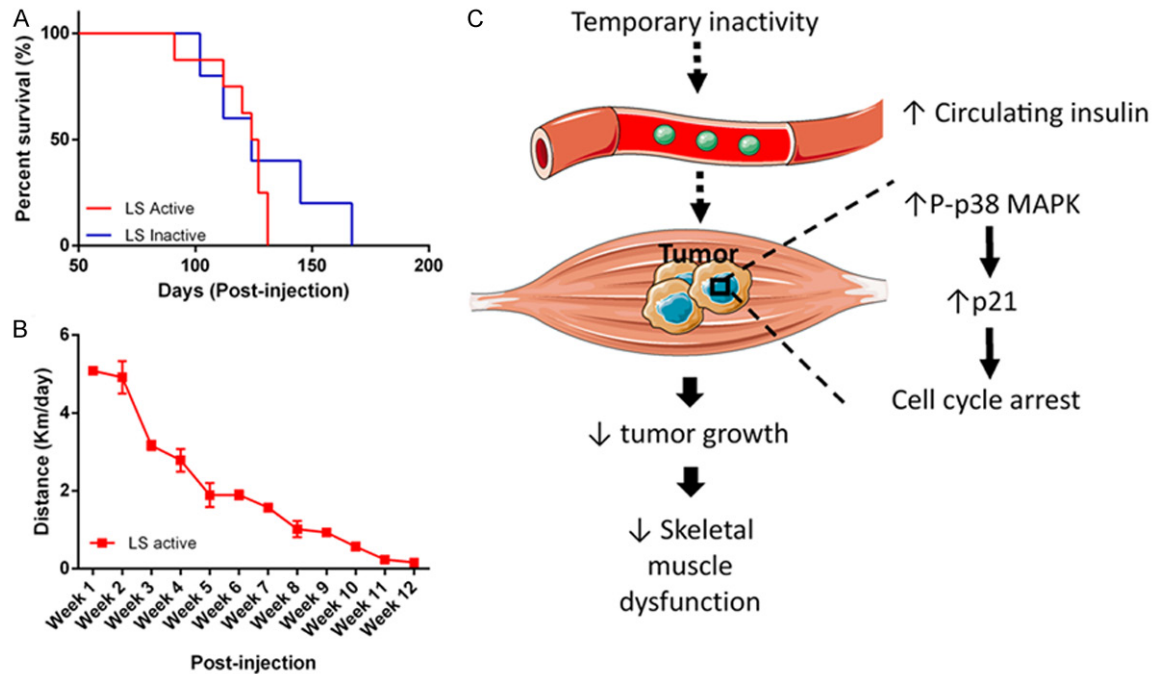 A
Percent survival (%)
100
50
0
LS Active
LS Inactive
50
100
150
200
Days (Post-injection)
B
Distance (Km/day)
6
4
2
0
LS active
Week 1
Week 2
Week 3
Week 4
Week 5
Week 6
Week 7
Week 8
Week 9
Week 10
Week 11
Week 12
Post-injection
C
Temporary inactivity
↑ Circulating insulin
↑P-p38 MAPK
↑p21
Cell cycle arrest
Tumor
↓ tumor growth
↓ Skeletal
muscle
dysfunction